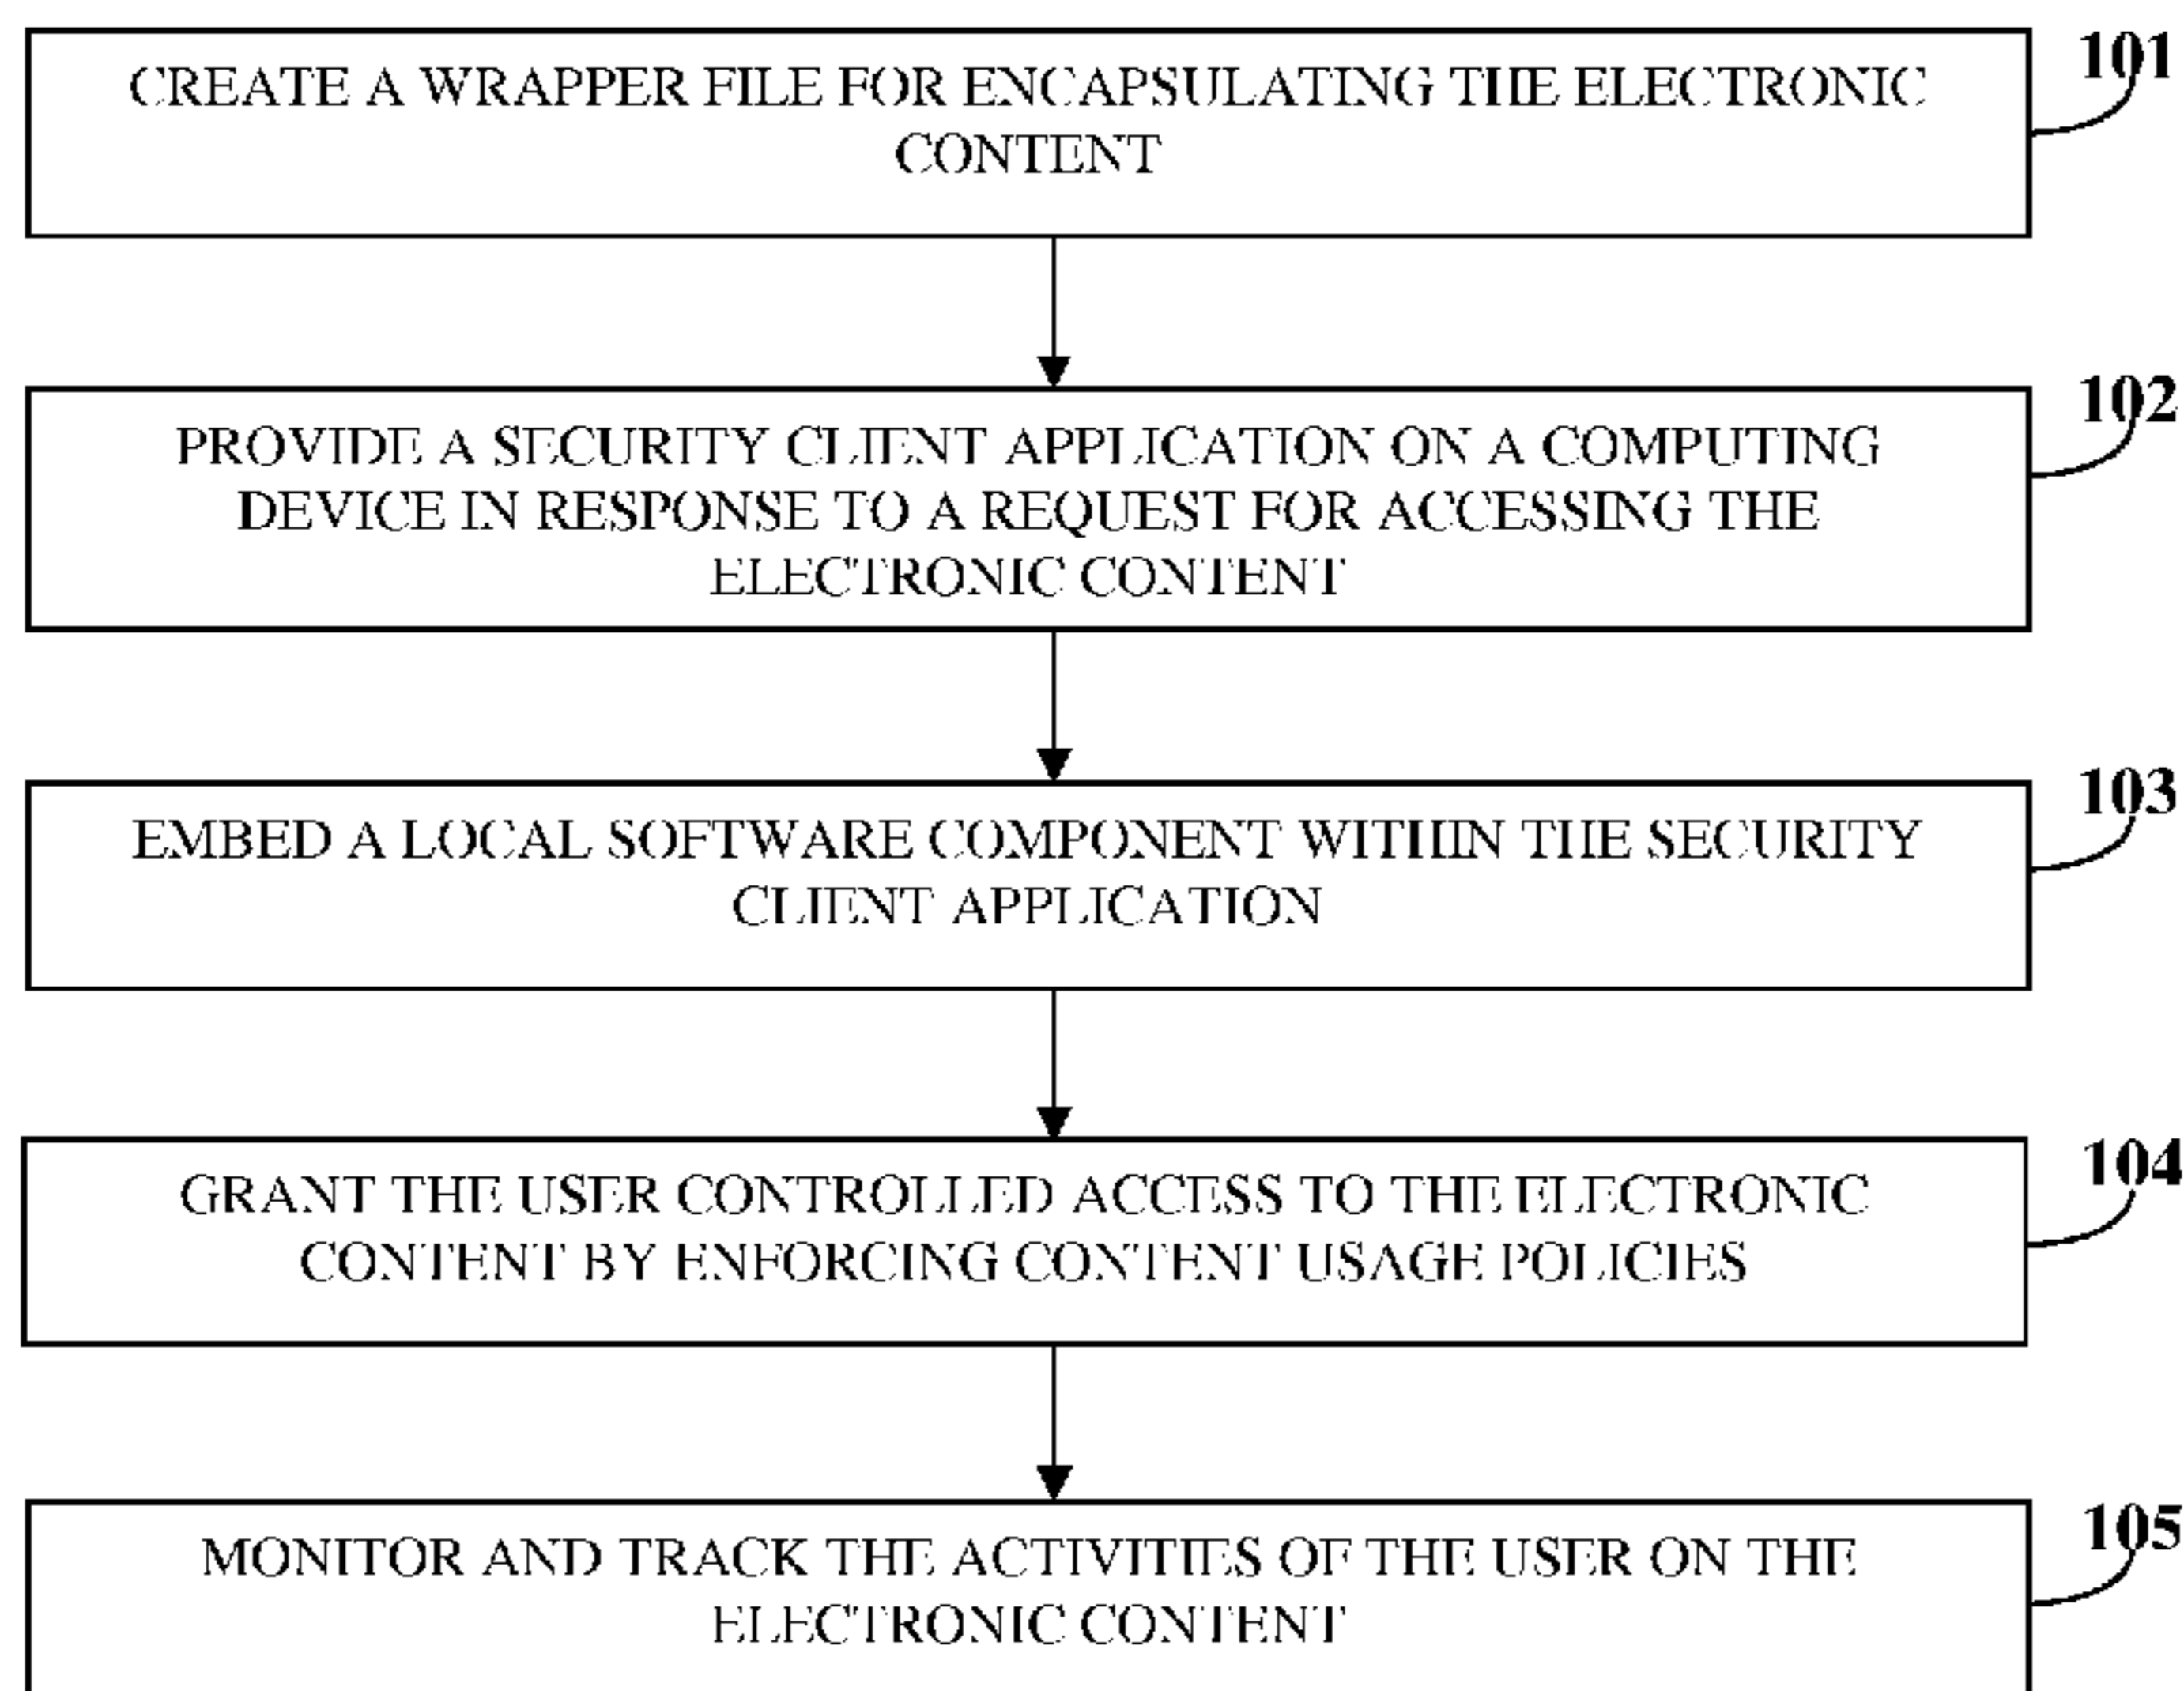 101
CREATE A WRAPPER FILE FOR ENCAPSULATING THE ELECTRONIC
CONTENT
102
PROVIDE A SECURITY CLIENT APPLICATION ON A COMPUTING
DEVICE IN RESPONSE TO A REQUEST FOR ACCESSING THE
ELECTRONIC CONTENT
103
EMBED A LOCAL SOFTWARE COMPONENT WITHIN THE SECURITY
CLIENT APPLICATION
104
GRANT THE USER CONTROLLED ACCESS TO THE ELECTRONIC
CONTENT BY ENFORCING CONTENT USAGE POLICIES
105
MONITOR AND TRACK THE ACTIVITIES OF THE USER ON THE
ELECTRONIC CONTENT